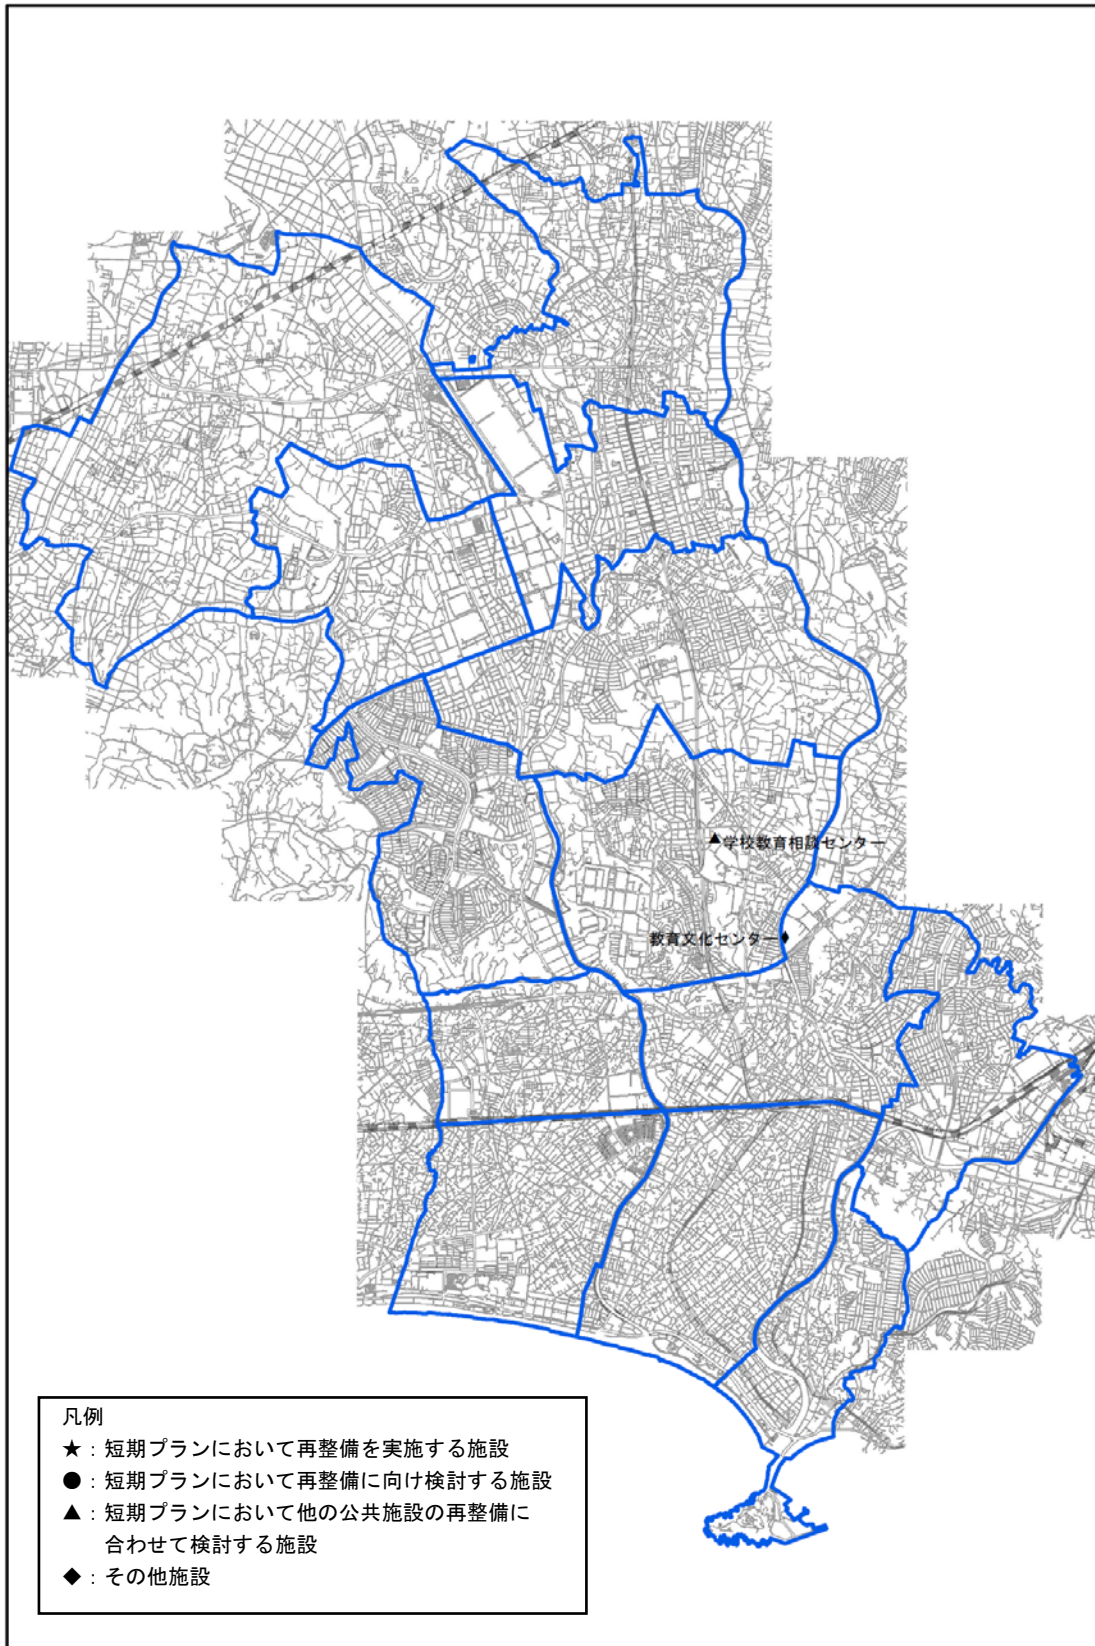 ▲学校教育相談センター
教育文化センター◆
凡例
★：短期プランにおいて再整備を実施する施設
●：短期プランにおいて再整備に向け検討する施設
▲：短期プランにおいて他の公共施設の再整備に
合わせて検討する施設
◆：その他施設